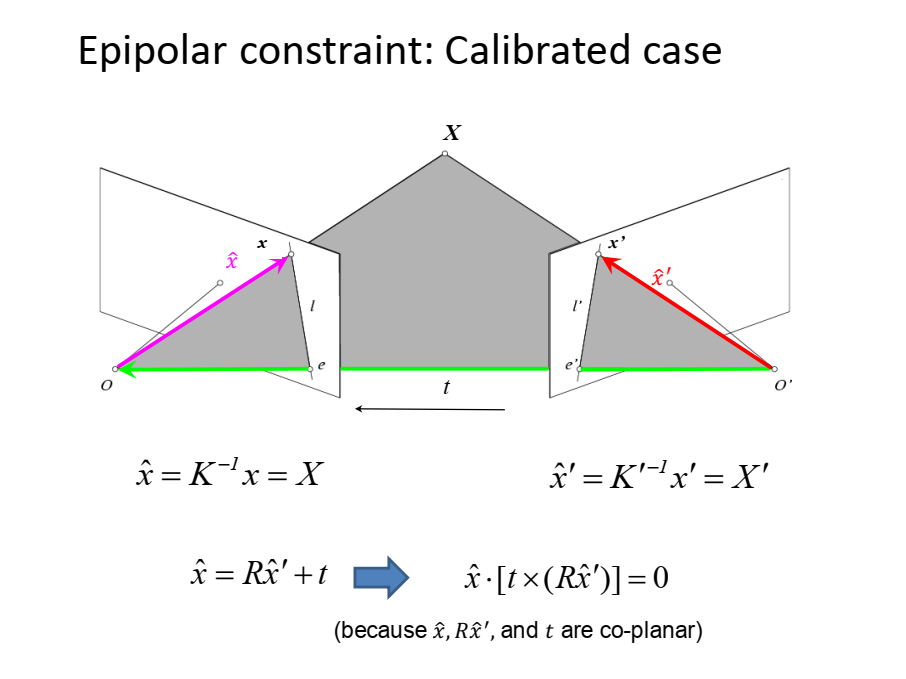 Epipolar constraint: Calibrated case
X
x
x’
x̂
x̂′
l
l’
e
e’
O
O’
t
x̂ = K⁻¹x = X
x̂′ = K′⁻¹x′ = X′
x̂ = Rx̂′ + t
x̂ · [t × (Rx̂′)] = 0
(because x̂, Rx̂′, and t are co-planar)